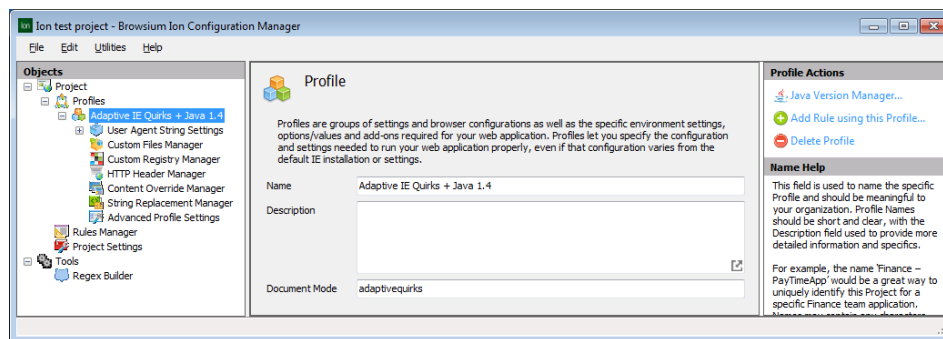 Ion test project - Browsium Ion Configuration Manager
File Edit Utilities Help
Objects
Project
Profiles
Adaptive IE Quirks + Java 1.4
User Agent String Settings
Custom Files Manager
Custom Registry Manager
HTTP Header Manager
Content Override Manager
String Replacement Manager
Advanced Profile Settings
Rules Manager
Project Settings
Tools
Regex Builder
Profile
Profiles are groups of settings and browser configurations as well as the specific environment settings,
options/values and add-ons required for your web application. Profiles let you specify the configuration
and settings needed to run your web application properly, even if that configuration varies from the
default IE installation or settings.
Name Adaptive IE Quirks + Java 1.4
Description
Document Mode adaptivequirks
Profile Actions
Java Version Manager...
Add Rule using this Profile...
Delete Profile
Name Help
This field is used to name the specific
Profile and should be meaningful to
your organization. Profile Names
should be short and clear, with the
Description field used to provide more
detailed information and specifics.
For example, the name 'Finance –
PayTimeApp' would be a great way to
uniquely identify this Project for a
specific Finance team application.
Names may contain any characters